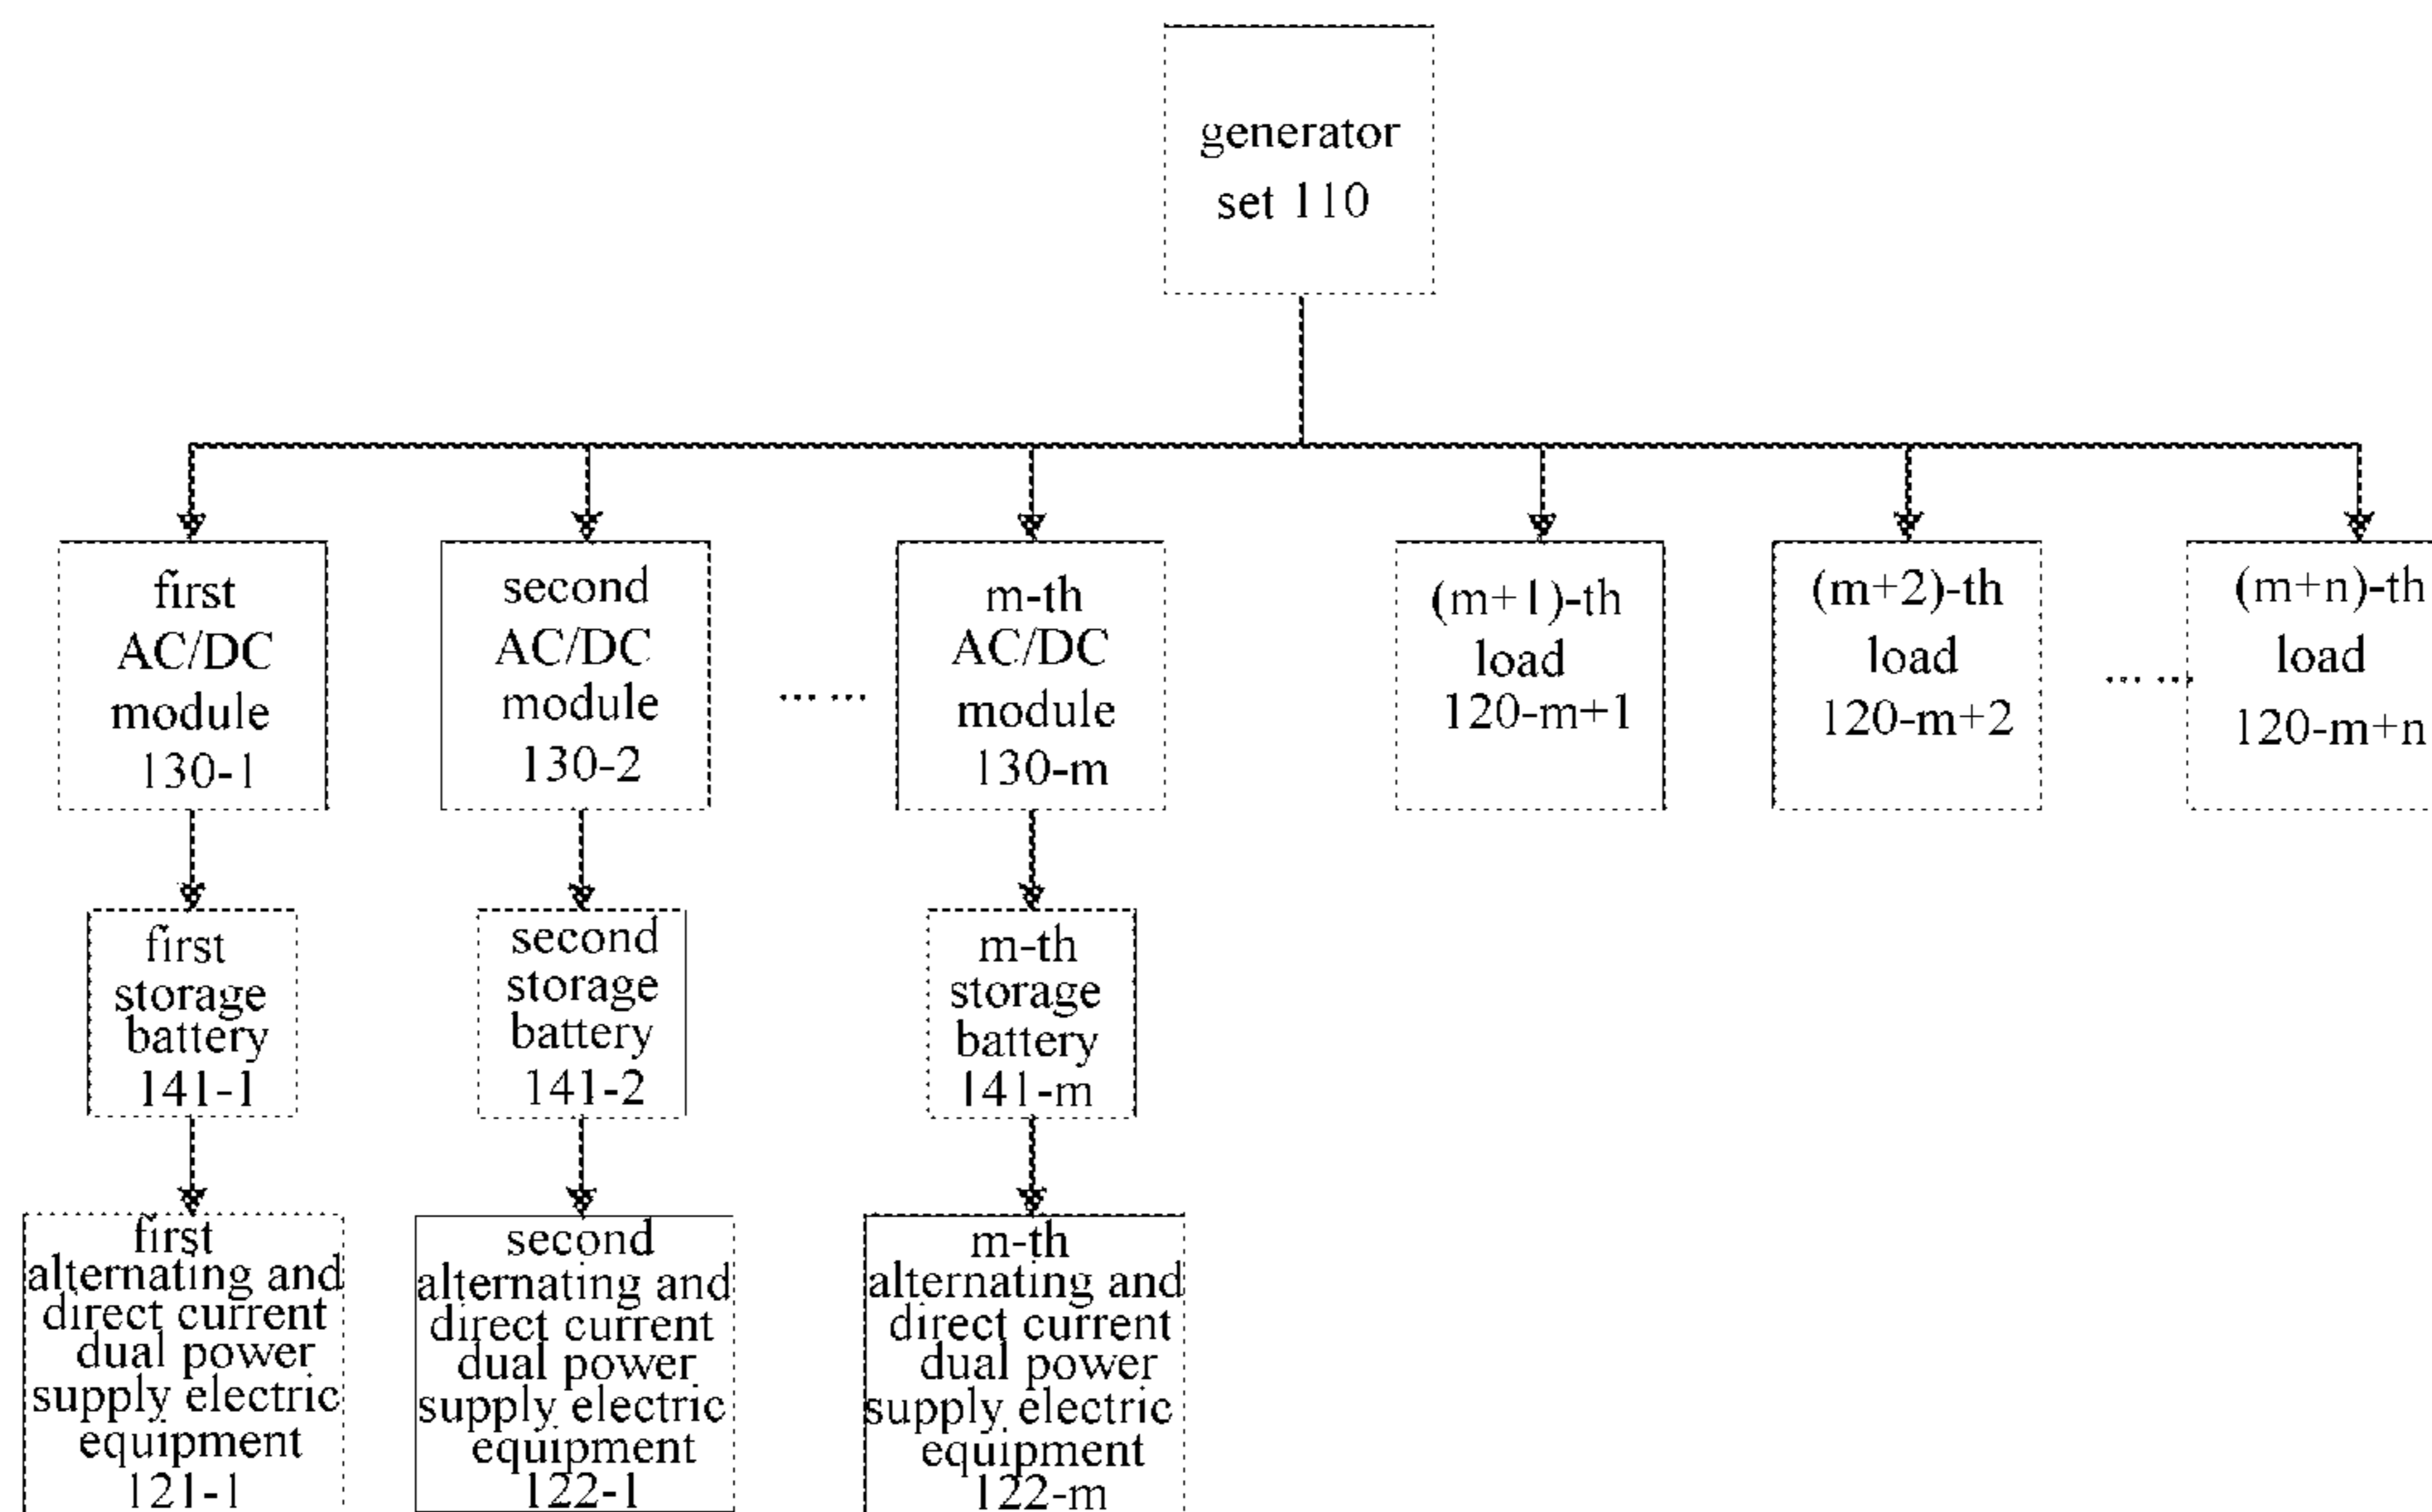 generator
set 110
first
AC/DC
module
130-1
second
AC/DC
module
130-2
... ...
m-th
AC/DC
module
130-m
(m+1)-th
load
120-m+1
(m+2)-th
load
120-m+2
... ...
(m+n)-th
load
120-m+n
first
storage
battery
141-1
second
storage
battery
141-2
m-th
storage
battery
141-m
first
alternating and
direct current
dual power
supply electric
equipment
121-1
second
alternating and
direct current
dual power
supply electric
equipment
122-1
m-th
alternating and
direct current
dual power
supply electric
equipment
122-m